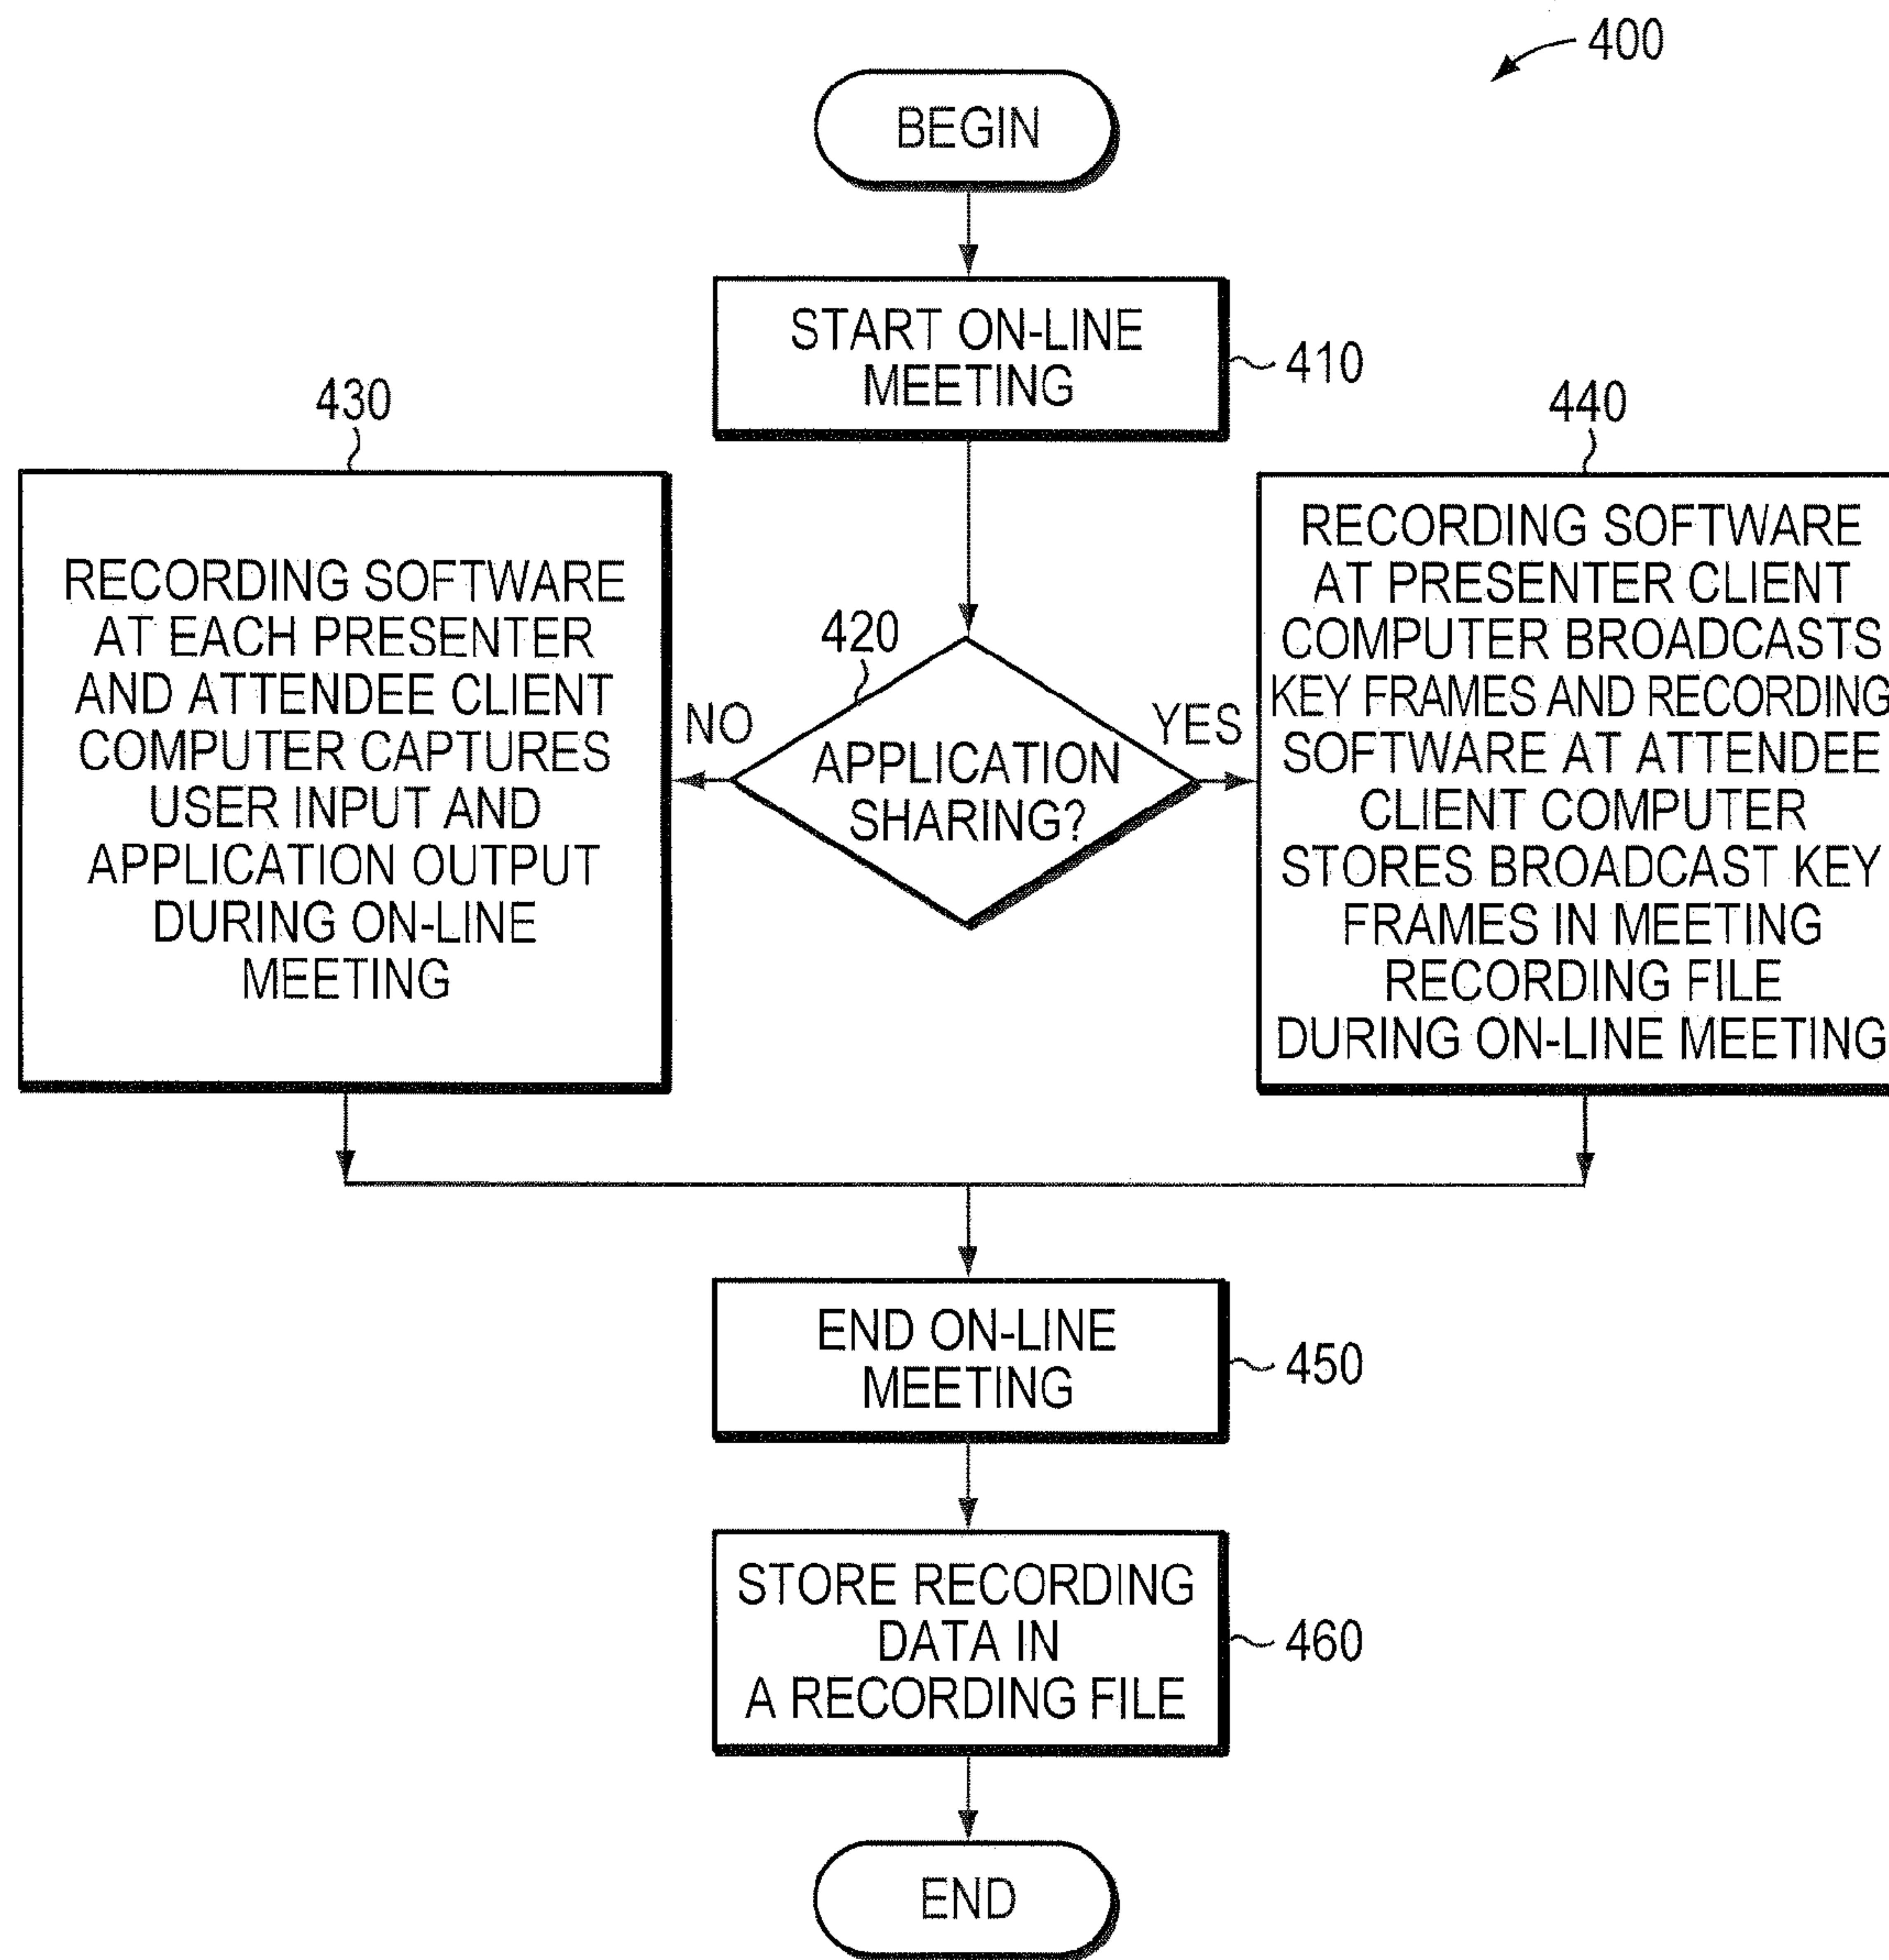 400
BEGIN
START ON-LINE
MEETING
410
430
RECORDING SOFTWARE
AT EACH PRESENTER
AND ATTENDEE CLIENT
COMPUTER CAPTURES
USER INPUT AND
APPLICATION OUTPUT
DURING ON-LINE
MEETING
420
NO
APPLICATION
SHARING?
YES
440
RECORDING SOFTWARE
AT PRESENTER CLIENT
COMPUTER BROADCASTS
KEY FRAMES AND RECORDING
SOFTWARE AT ATTENDEE
CLIENT COMPUTER
STORES BROADCAST KEY
FRAMES IN MEETING
RECORDING FILE
DURING ON-LINE MEETING
END ON-LINE
MEETING
450
STORE RECORDING
DATA IN
A RECORDING FILE
460
END